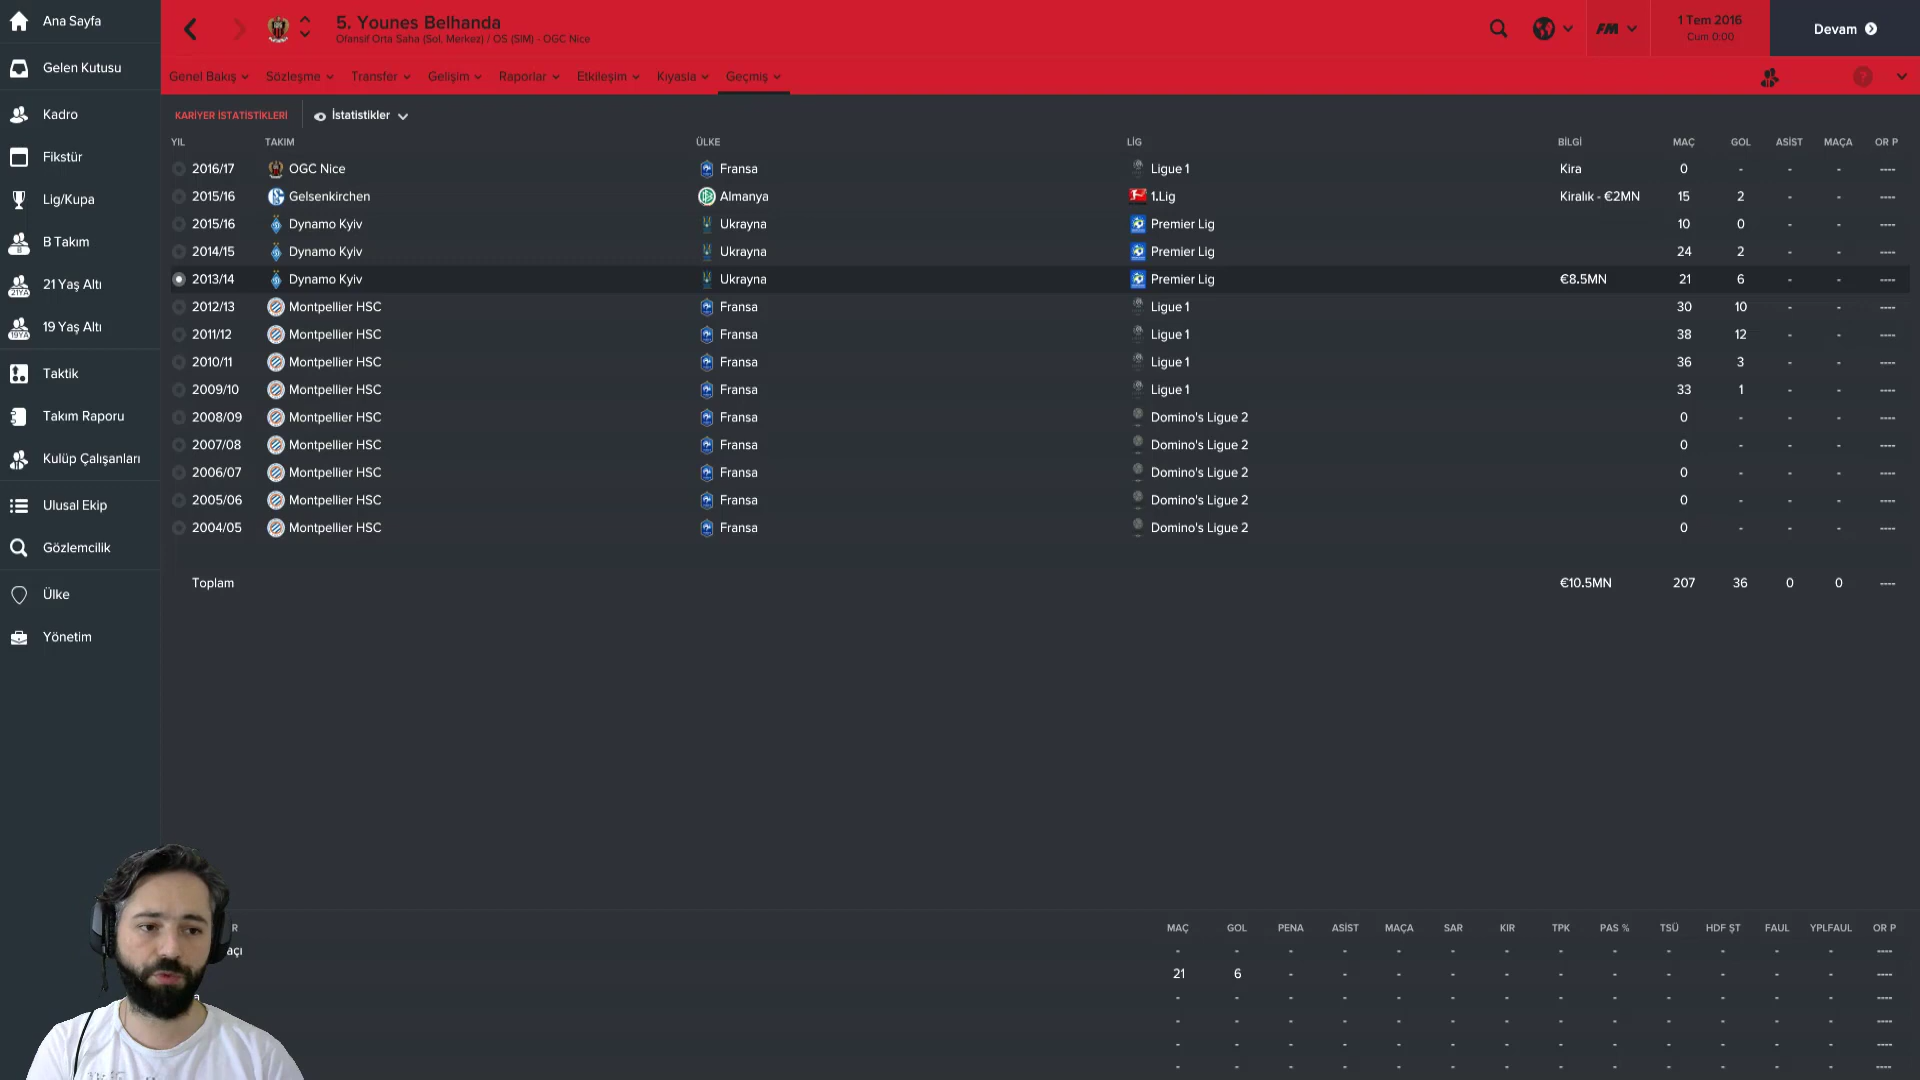 Ana Sayfa
Gelen Kutusu
Kadro
Fikstür
Lig/Kupa
B Takım
21 Yaş Altı
19 Yaş Altı
Taktik
Takım Raporu
Kulüp Çalışanları
Ulusal Ekip
Gözlemcilik
Ülke
Yönetim
5. Younes Belhanda
Ofansif Orta Saha (Sol, Merkez) / OS (SIM) - OGC Nice
FM
1 Tem 2016
Cum 0:00
Devam
Genel Bakış Sözleşme Transfer Gelişim Raporlar Etkileşim Kıyasla Geçmiş
KARİYER İSTATİSTİKLERİ İstatistikler
YIL TAKIM ÜLKE LİG BİLGİ MAÇ GOL ASİST MAÇA OR P
2016/17 OGC Nice Fransa Ligue 1 Kira 0 - - - ----
2015/16 Gelsenkirchen Almanya 1.Lig Kiralık - €2MN 15 2 - - ----
2015/16 Dynamo Kyiv Ukrayna Premier Lig 10 0 - - ----
2014/15 Dynamo Kyiv Ukrayna Premier Lig 24 2 - - ----
2013/14 Dynamo Kyiv Ukrayna Premier Lig €8.5MN 21 6 - - ----
2012/13 Montpellier HSC Fransa Ligue 1 30 10 - - ----
2011/12 Montpellier HSC Fransa Ligue 1 38 12 - - ----
2010/11 Montpellier HSC Fransa Ligue 1 36 3 - - ----
2009/10 Montpellier HSC Fransa Ligue 1 33 1 - - ----
2008/09 Montpellier HSC Fransa Domino's Ligue 2 0 - - - ----
2007/08 Montpellier HSC Fransa Domino's Ligue 2 0 - - - ----
2006/07 Montpellier HSC Fransa Domino's Ligue 2 0 - - - ----
2005/06 Montpellier HSC Fransa Domino's Ligue 2 0 - - - ----
2004/05 Montpellier HSC Fransa Domino's Ligue 2 0 - - - ----
Toplam €10.5MN 207 36 0 0 ----
R MAÇ GOL PENA ASİST MAÇA SAR KIR TPK PAS % TSÜ HDF ŞT FAUL YPLFAUL OR P
açı - - - - - - - - - - - - - ----
21 6 - - - - - - - - - - - ----
a - - - - - - - - - - - - - ----
- - - - - - - - - - - - - ----
- - - - - - - - - - - - - ----
- - - - - - - - - - - - - ----